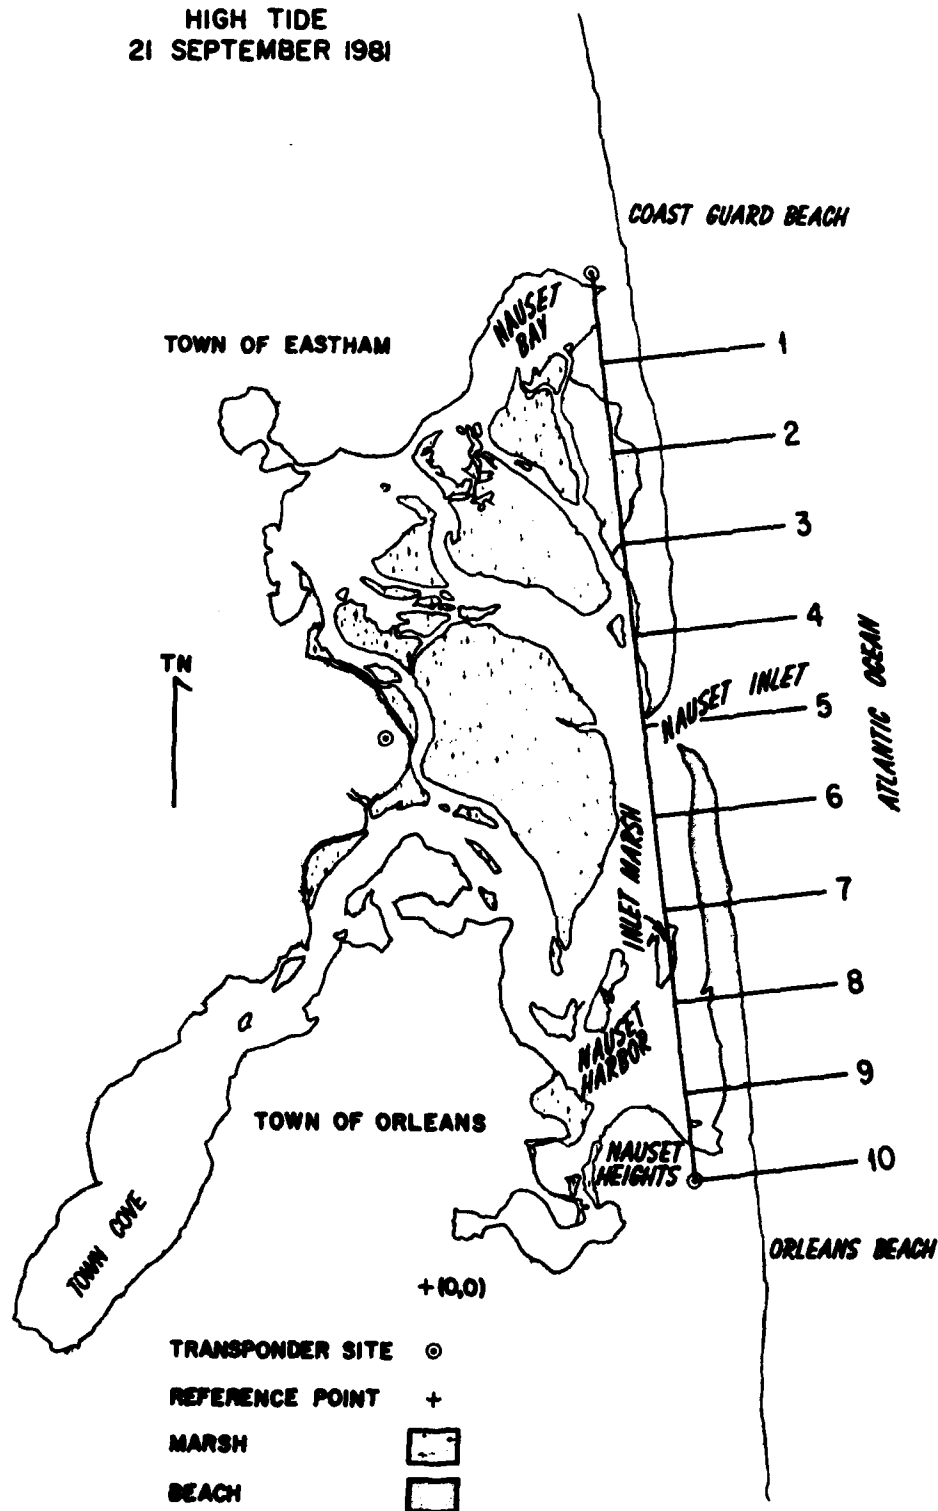 HIGH TIDE
21 SEPTEMBER 1981
COAST GUARD BEACH
NAUSET
BAY
TOWN OF EASTHAM
1
2
3
4
TN
NAUSET INLET
5
ATLANTIC OCEAN
6
INLET MARSH
7
8
NAUSET
HARBOR
9
TOWN OF ORLEANS
NAUSET
HEIGHTS
10
TOWN COVE
ORLEANS BEACH
+(0,0)
TRANSPONDER SITE
REFERENCE POINT +
MARSH
BEACH